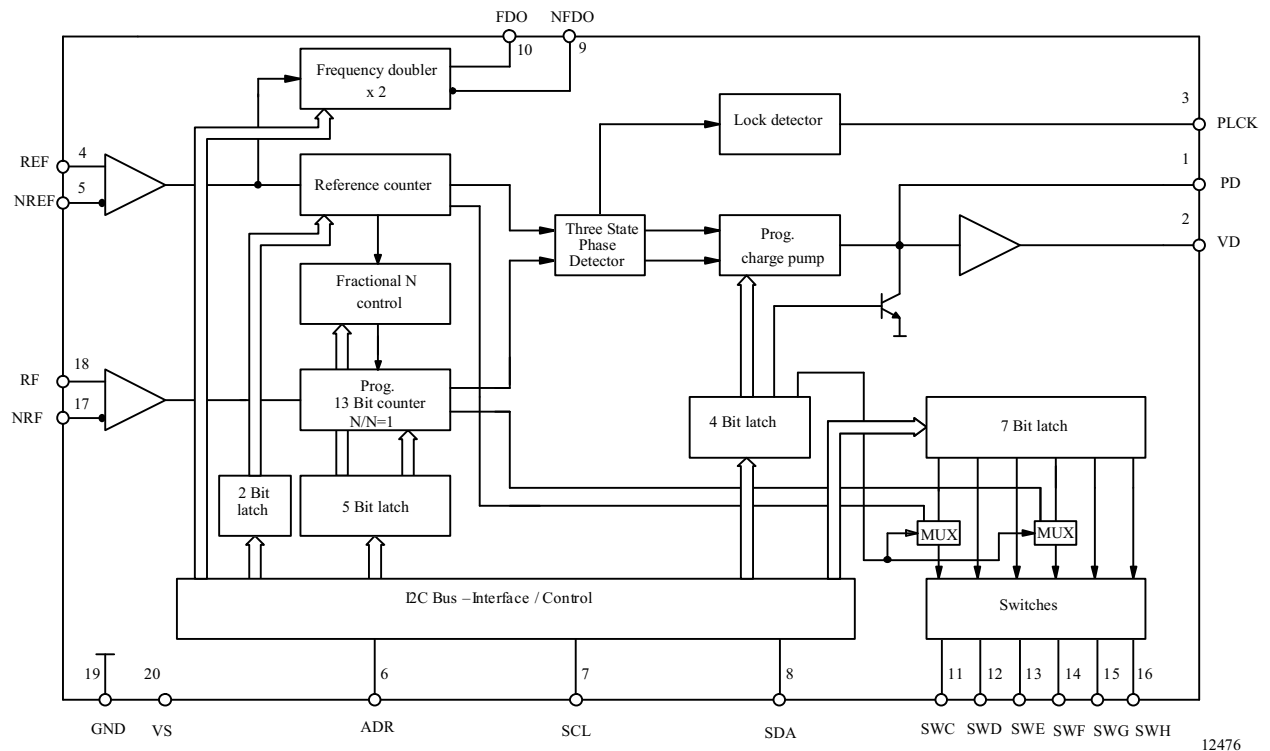 FDO
NFDO
10
9
Frequency doubler
x 2
Lock detector
3
PLCK
REF
4
NREF
5
Reference counter
1
PD
Three State
Phase
Detector
Prog.
charge pump
2
VD
Fractional N
control
RF
18
NRF
17
Prog.
13 Bit counter
N/N=1
4 Bit latch
7 Bit latch
2 Bit
latch
5 Bit latch
MUX
MUX
I2C Bus –Interface / Control
Switches
19
20
6
7
8
11
12
13
14
15
16
GND
VS
ADR
SCL
SDA
SWC
SWD
SWE
SWF
SWG
SWH
12476